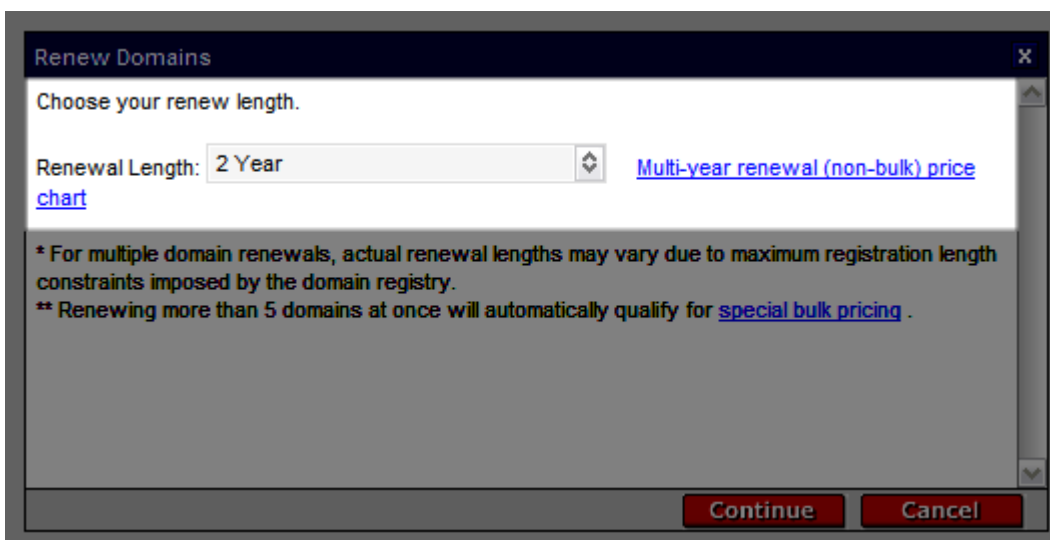 Renew Domains x
Choose your renew length.
Renewal Length: 2 Year Multi-year renewal (non-bulk) price
chart
* For multiple domain renewals, actual renewal lengths may vary due to maximum registration length
constraints imposed by the domain registry.
** Renewing more than 5 domains at once will automatically qualify for special bulk pricing .
Continue Cancel